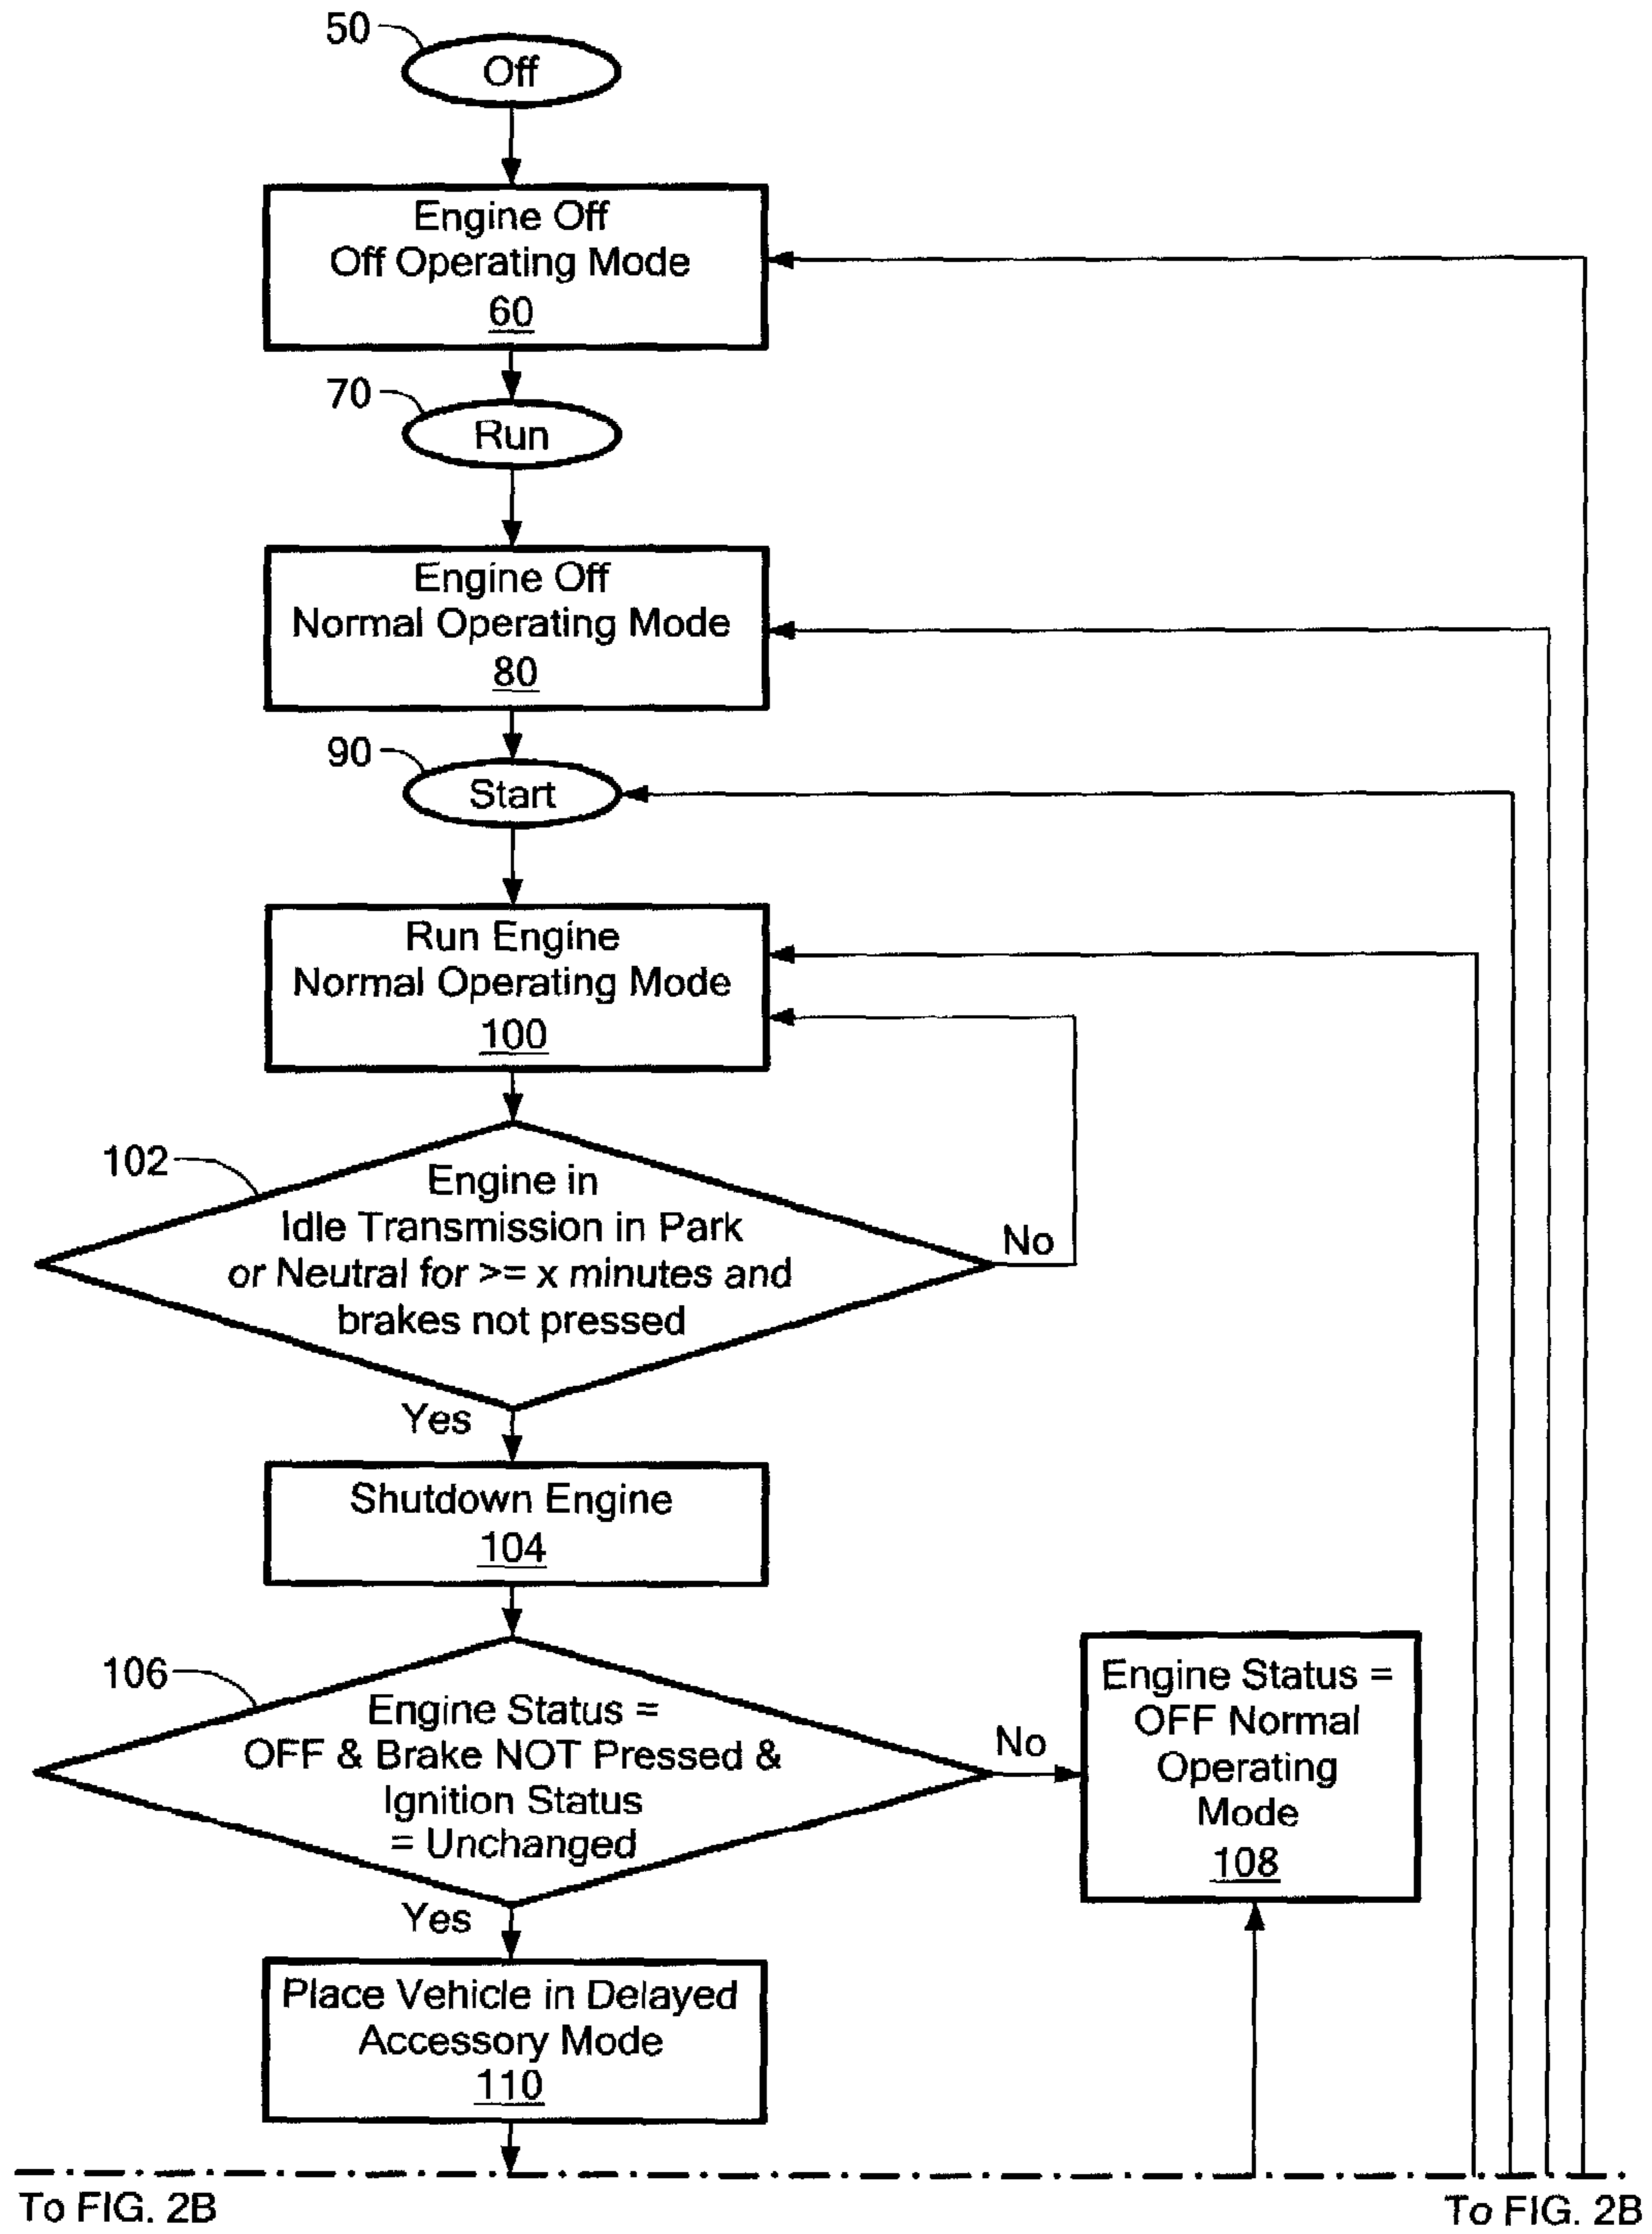 50
Off
Engine Off
Off Operating Mode
60
70
Run
Engine Off
Normal Operating Mode
80
90
Start
Run Engine
Normal Operating Mode
100
102
Engine in
Idle Transmission in Park
or Neutral for >= x minutes and
brakes not pressed
No
Yes
Shutdown Engine
104
106
Engine Status =
OFF & Brake NOT Pressed &
Ignition Status
= Unchanged
No
Engine Status =
OFF Normal
Operating
Mode
108
Yes
Place Vehicle in Delayed
Accessory Mode
110
To FIG. 2B
To FIG. 2B